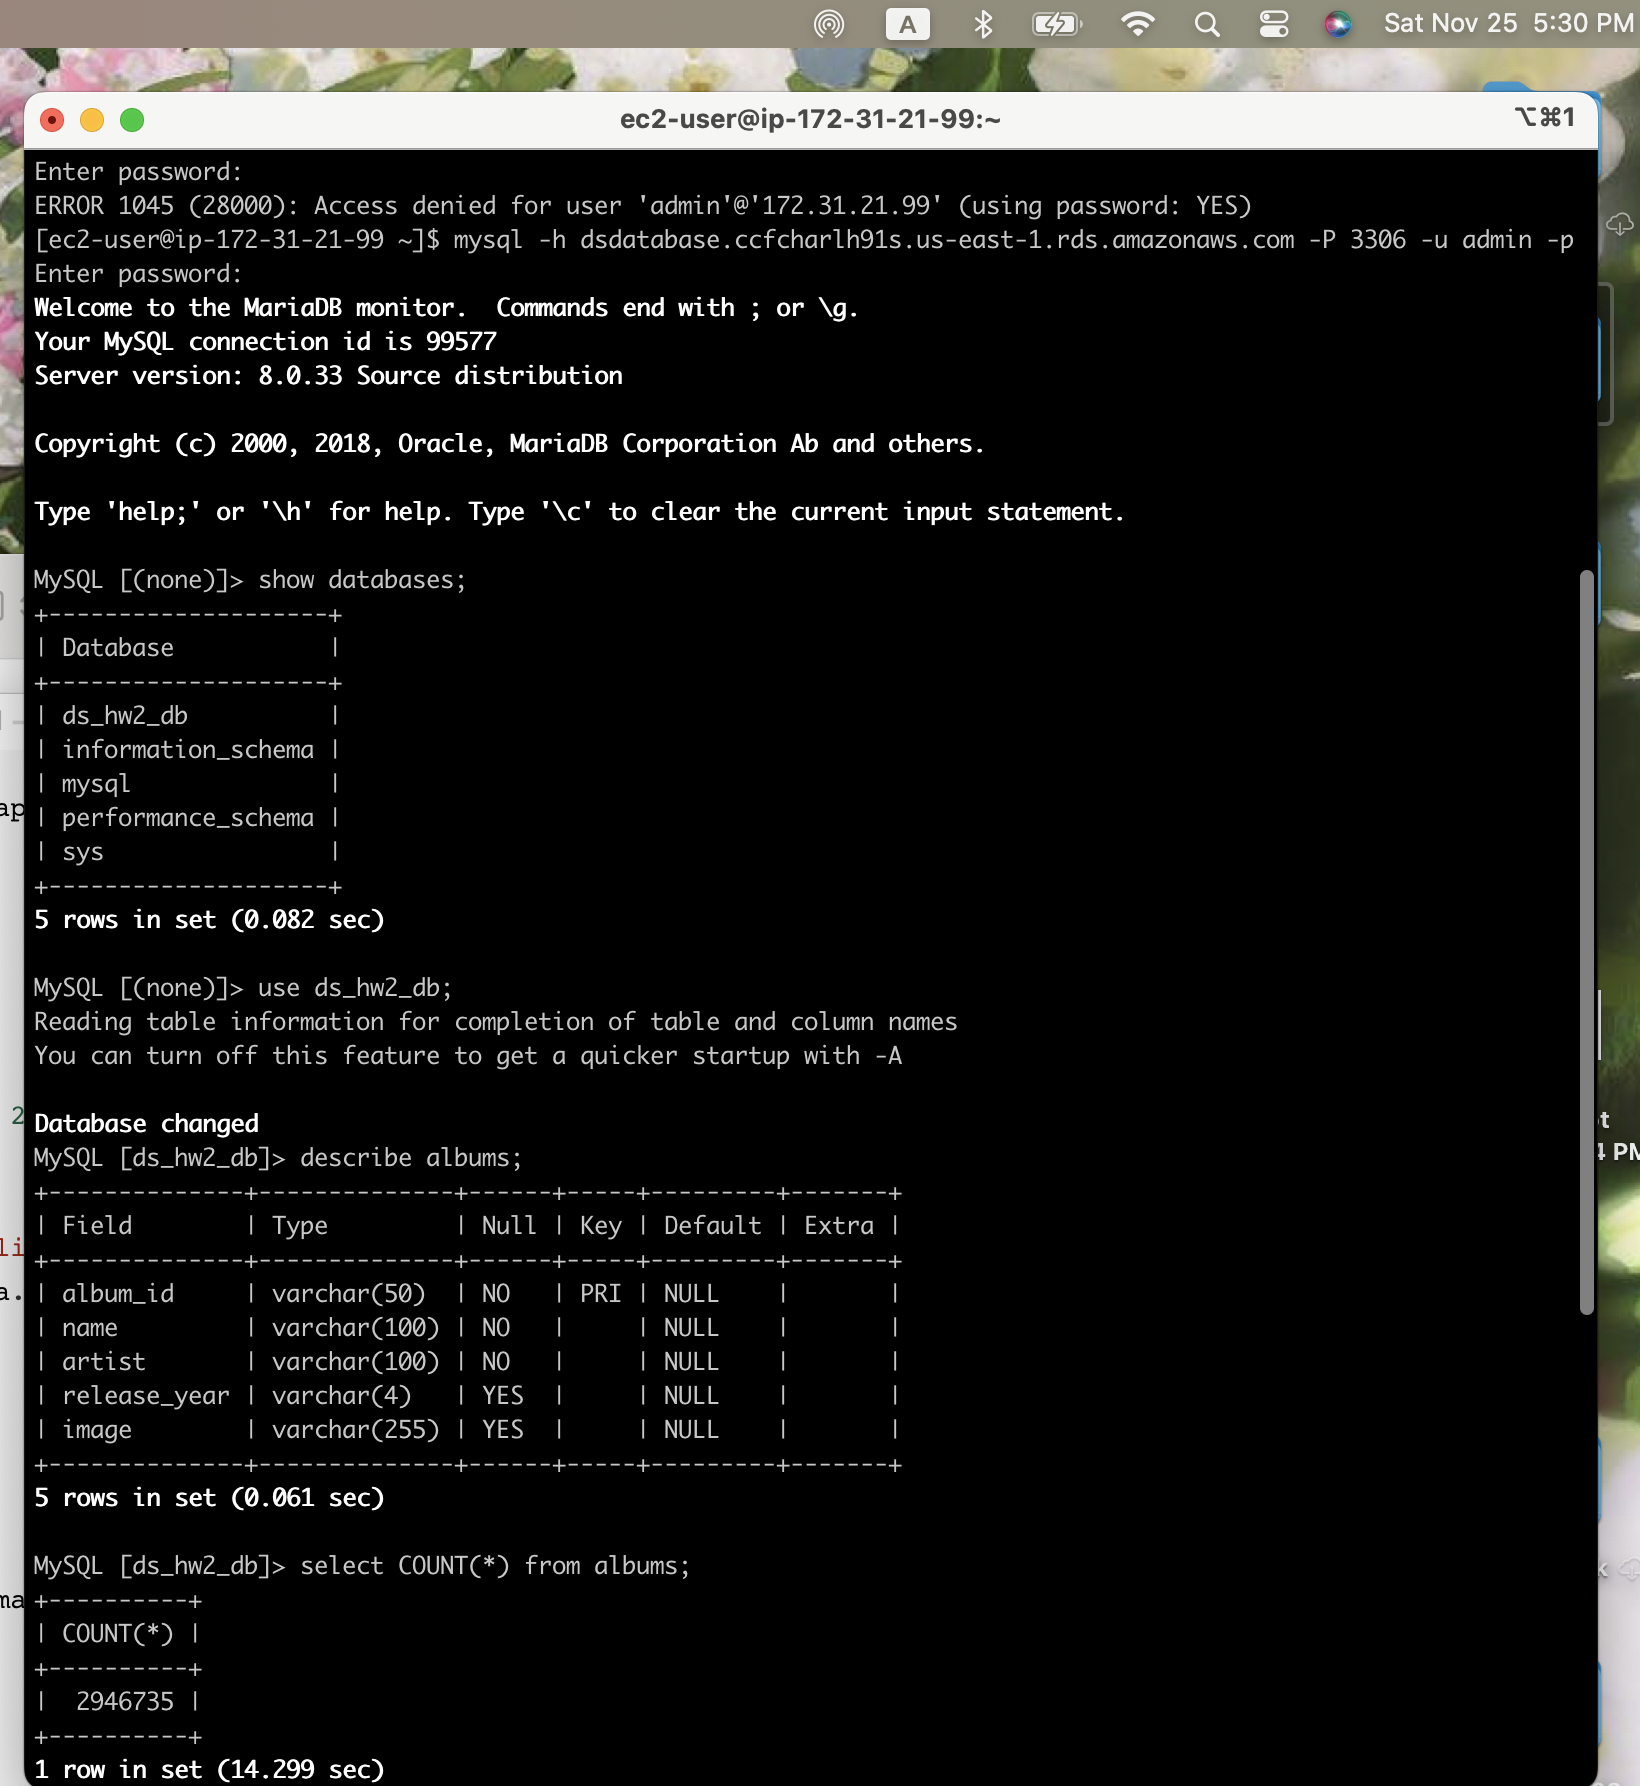 A
Sat Nov 25 5:30 PM
ec2-user@ip-172-31-21-99:~
⌥⌘1
Enter password:
ERROR 1045 (28000): Access denied for user 'admin'@'172.31.21.99' (using password: YES)
[ec2-user@ip-172-31-21-99 ~]$ mysql -h dsdatabase.ccfcharlh91s.us-east-1.rds.amazonaws.com -P 3306 -u admin -p
Enter password:
Welcome to the MariaDB monitor.  Commands end with ; or \g.
Your MySQL connection id is 99577
Server version: 8.0.33 Source distribution
Copyright (c) 2000, 2018, Oracle, MariaDB Corporation Ab and others.
Type 'help;' or '\h' for help. Type '\c' to clear the current input statement.
MySQL [(none)]> show databases;
+--------------------+
| Database           |
+--------------------+
| ds_hw2_db          |
| information_schema |
| mysql              |
| performance_schema |
| sys                |
+--------------------+
5 rows in set (0.082 sec)
MySQL [(none)]> use ds_hw2_db;
Reading table information for completion of table and column names
You can turn off this feature to get a quicker startup with -A
Database changed
MySQL [ds_hw2_db]> describe albums;
+--------------+--------------+------+-----+---------+-------+
| Field        | Type         | Null | Key | Default | Extra |
+--------------+--------------+------+-----+---------+-------+
| album_id     | varchar(50)  | NO   | PRI | NULL    |       |
| name         | varchar(100) | NO   |     | NULL    |       |
| artist       | varchar(100) | NO   |     | NULL    |       |
| release_year | varchar(4)   | YES  |     | NULL    |       |
| image        | varchar(255) | YES  |     | NULL    |       |
+--------------+--------------+------+-----+---------+-------+
5 rows in set (0.061 sec)
MySQL [ds_hw2_db]> select COUNT(*) from albums;
+----------+
| COUNT(*) |
+----------+
|  2946735 |
+----------+
1 row in set (14.299 sec)